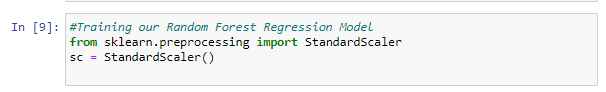 In [9]: #Training our Random Forest Regression Model
from sklearn.preprocessing import StandardScaler
sc = StandardScaler()